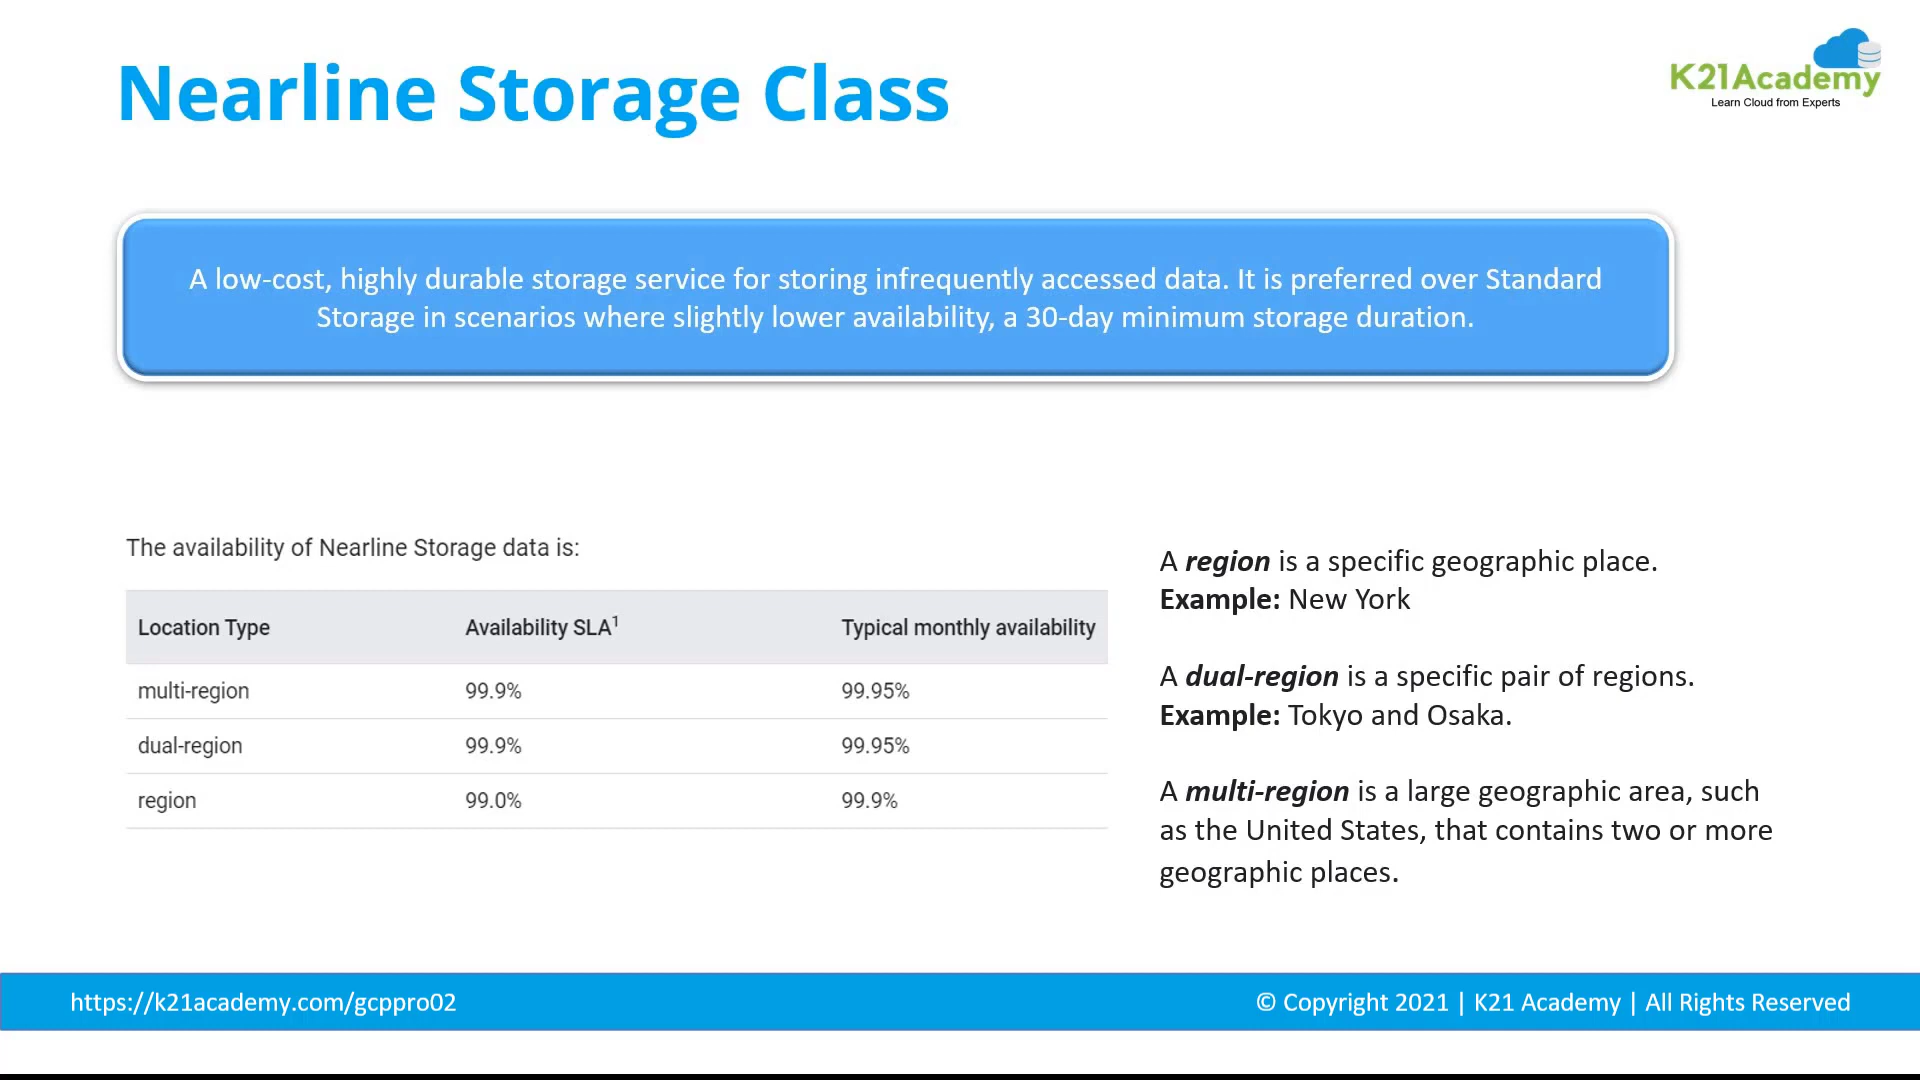 Nearline Storage Class
K21Academy
Learn Cloud from Experts
A low-cost, highly durable storage service for storing infrequently accessed data. It is preferred over Standard
Storage in scenarios where slightly lower availability, a 30-day minimum storage duration.
The availability of Nearline Storage data is:
Location Type Availability SLA¹ Typical monthly availability
multi-region 99.9% 99.95%
dual-region 99.9% 99.95%
region 99.0% 99.9%
A region is a specific geographic place.
Example: New York
A dual-region is a specific pair of regions.
Example: Tokyo and Osaka.
A multi-region is a large geographic area, such
as the United States, that contains two or more
geographic places.
https://k21academy.com/gcppro02
© Copyright 2021 | K21 Academy | All Rights Reserved